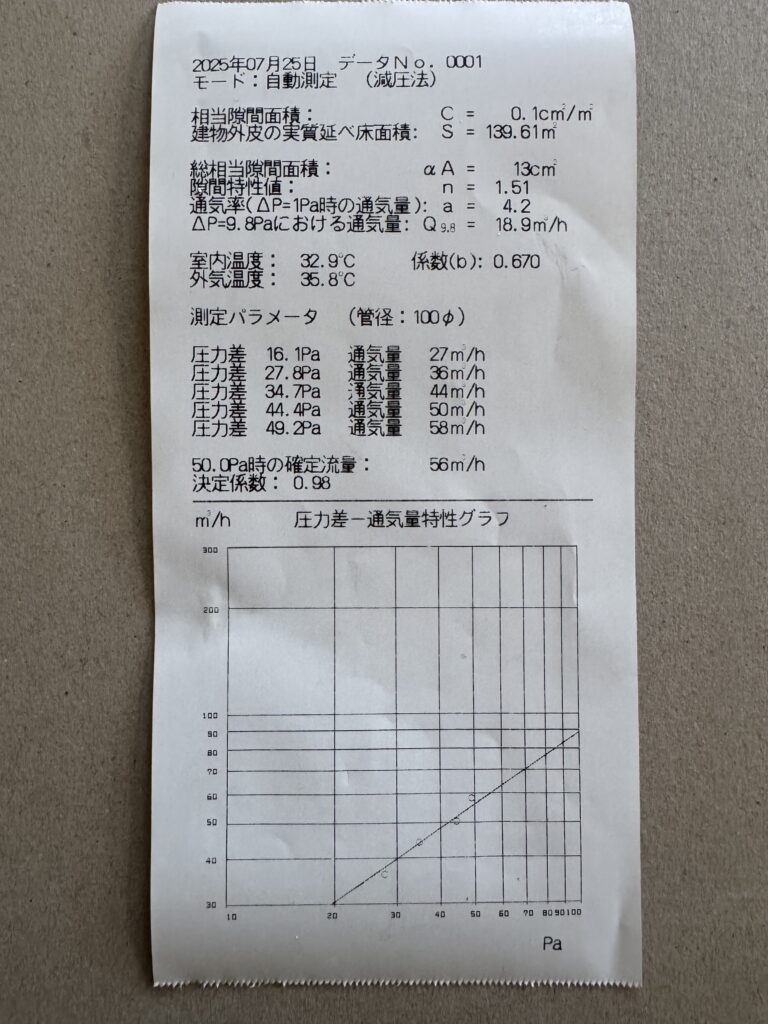 2025年07月25日 データNo. 0001
モード：自動測定 （減圧法）
相当隙間面積： C = 0.1cm²/m²
建物外皮の実質延べ床面積： S = 139.61m²
総相当隙間面積： αA = 13cm²
隙間特性値： n = 1.51
通気率(ΔP=1Pa時の通気量)： a = 4.2
ΔP=9.8Paにおける通気量： Q9.8 = 18.9m³/h
室内温度： 32.9℃ 係数(b)： 0.670
外気温度： 35.8℃
測定パラメータ （管径：100φ）
圧力差 16.1Pa 通気量 27m³/h
圧力差 27.8Pa 通気量 36m³/h
圧力差 34.7Pa 通気量 44m³/h
圧力差 44.4Pa 通気量 50m³/h
圧力差 49.2Pa 通気量 58m³/h
50.0Pa時の確定流量： 56m³/h
決定係数： 0.98
m³/h 圧力差－通気量特性グラフ
300
200
100
90
80
70
60
50
40
30
10 20 30 40 50 60 70 80 90 100
Pa